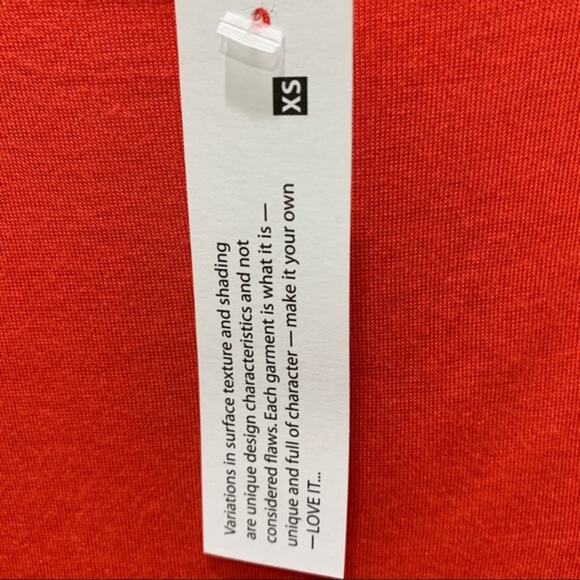 XS
Variations in surface texture and shading
are unique design characteristics and not
considered flaws. Each garment is what it is —
unique and full of character — make it your own
—LOVE IT...